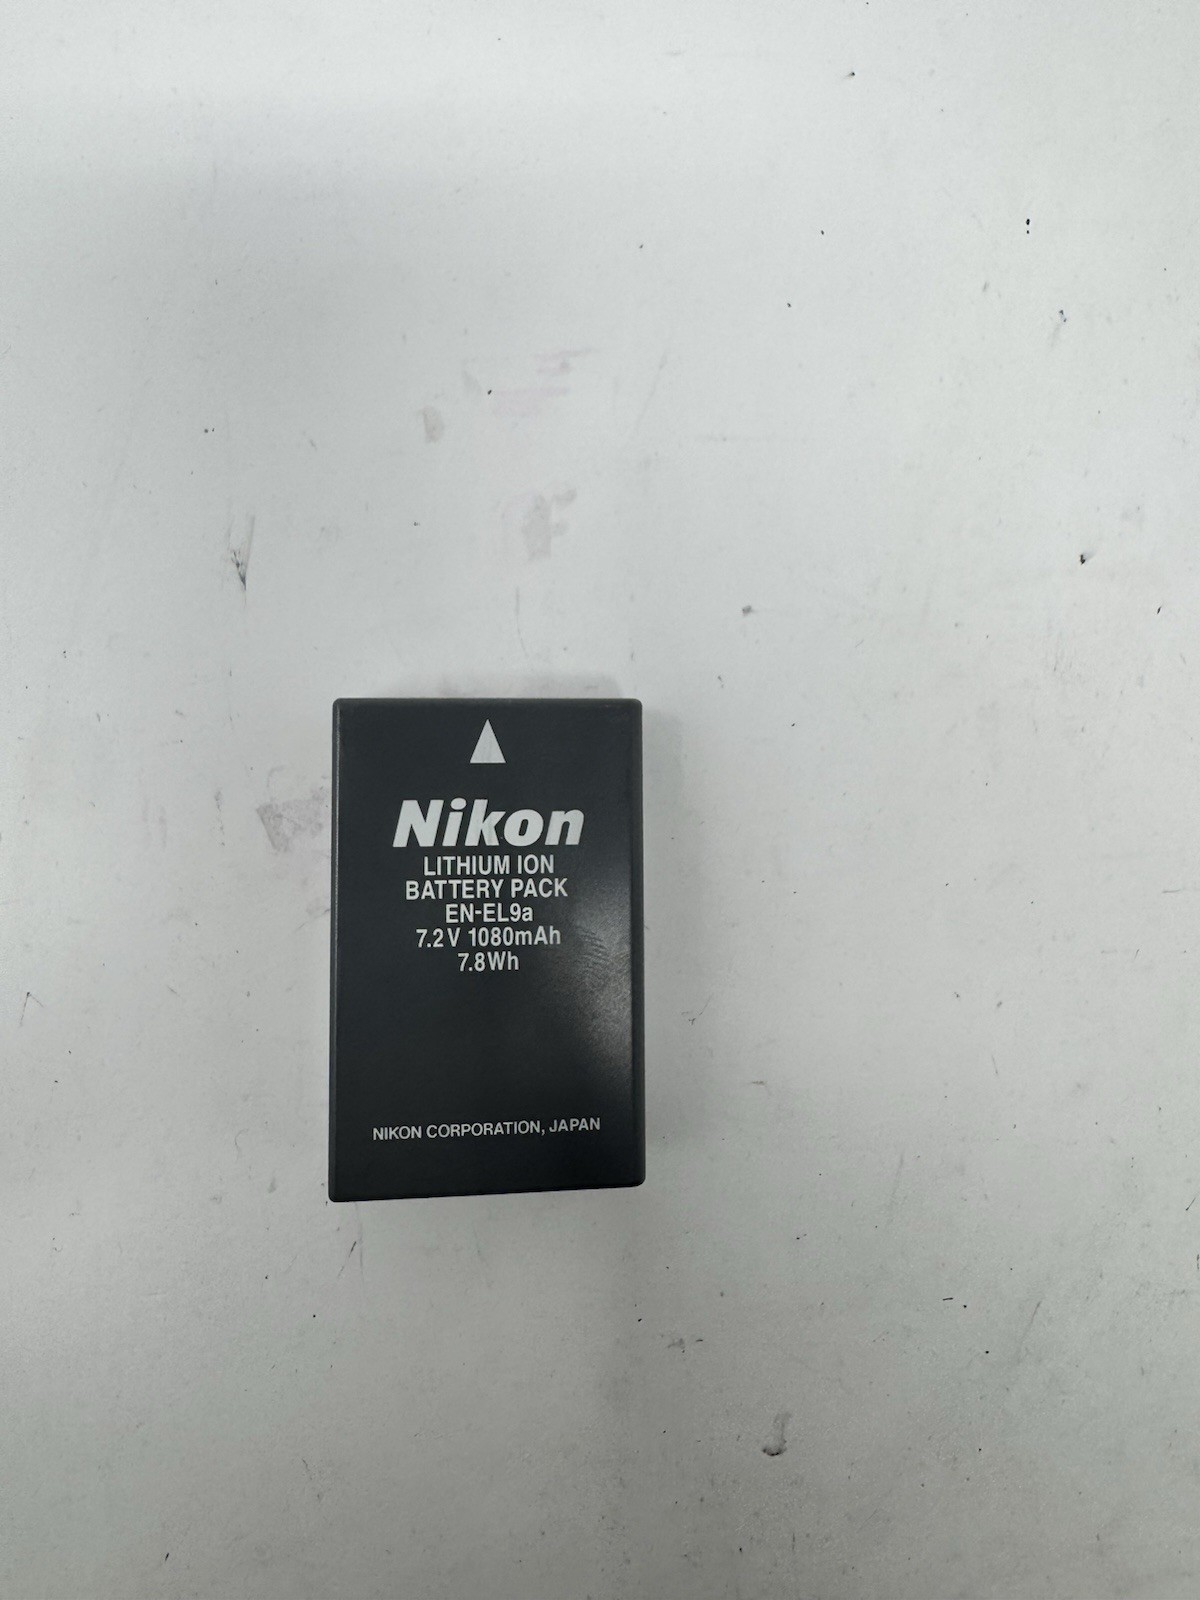 Nikon
LITHIUM ION
BATTERY PACK
EN-EL9a
7.2V 1080mAh
7.8Wh
NIKON CORPORATION, JAPAN